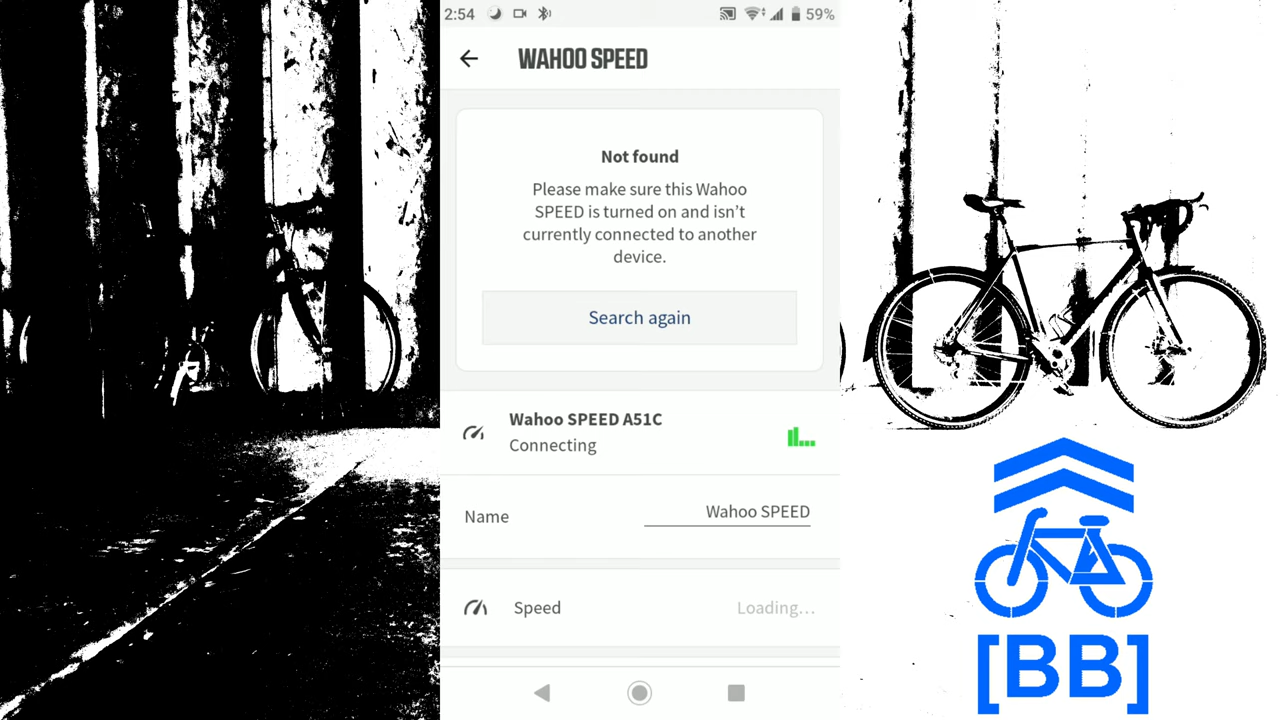 2:54
59%
WAHOO SPEED
Not found
Please make sure this Wahoo
SPEED is turned on and isn’t
currently connected to another
device.
Search again
Wahoo SPEED A51C
Connecting
Name
Wahoo SPEED
Speed
Loading...
[BB]